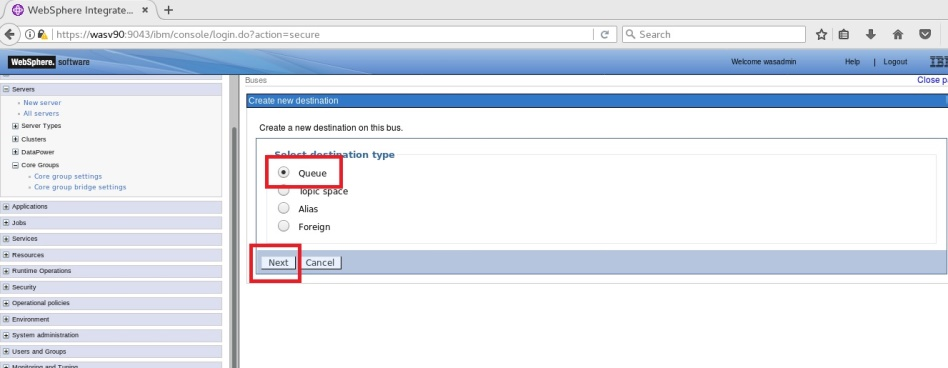 WebSphere Integrate...
https://wasv90:9043/ibm/console/login.do?action=secure
Search
WebSphere. software
Welcome wasadmin
Help | Logout
IBM
Servers
New server
All servers
Server Types
Clusters
DataPower
Core Groups
Core group settings
Core group bridge settings
Applications
Jobs
Services
Resources
Runtime Operations
Security
Operational policies
Environment
System administration
Users and Groups
Monitoring and Tuning
Buses
Close p
Create new destination
Create a new destination on this bus.
Select destination type
Queue
Topic space
Alias
Foreign
Next
Cancel